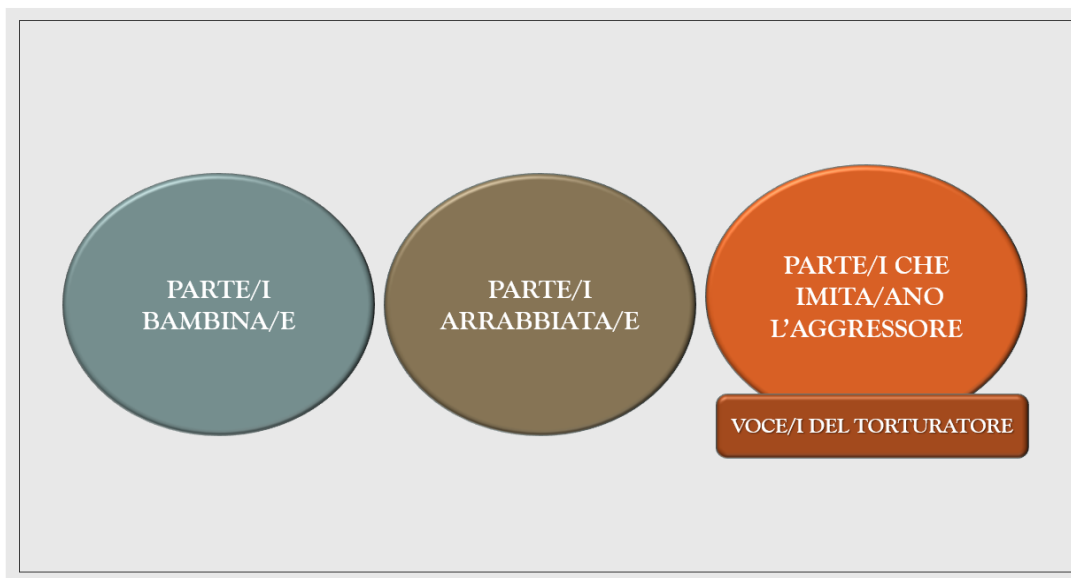 PARTE/I
BAMBINA/E
PARTE/I
ARRABBIATA/E
PARTE/I CHE
IMITA/ANO
L’AGGRESSORE
VOCE/I DEL TORTURATORE